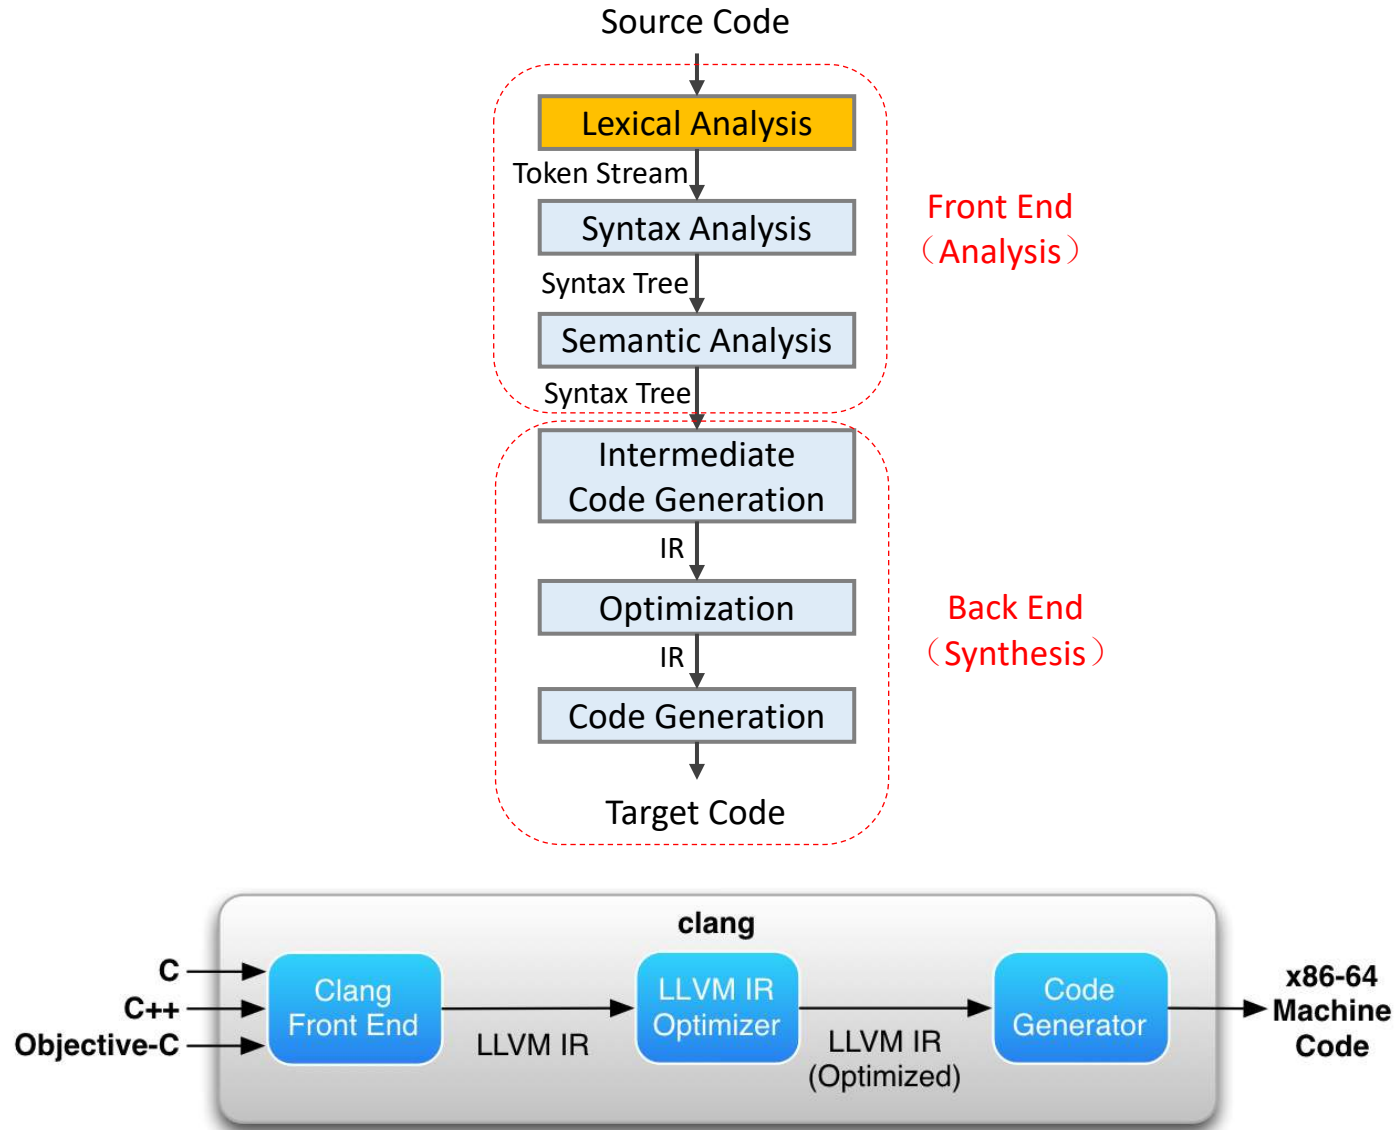 Source Code
Lexical Analysis
Token Stream
Syntax Analysis
Syntax Tree
Semantic Analysis
Syntax Tree
Front End
（Analysis）
Intermediate
Code Generation
IR
Optimization
IR
Code Generation
Target Code
Back End
（Synthesis）
clang
C
C++
Objective-C
Clang
Front End
LLVM IR
LLVM IR
Optimizer
LLVM IR
(Optimized)
Code
Generator
x86-64
Machine
Code